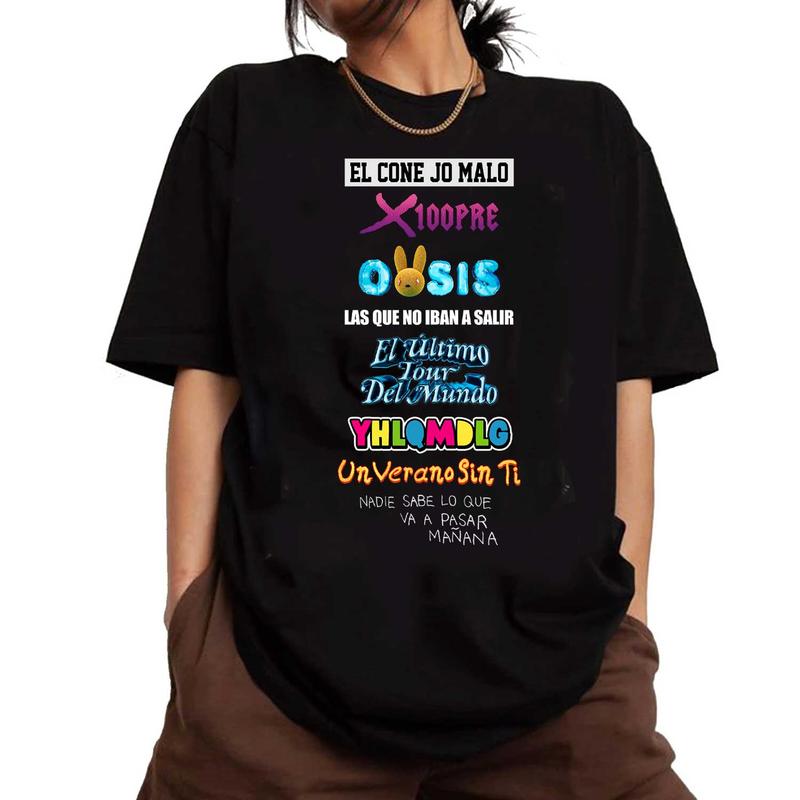 EL CONE JO MALO
X100PRE
OASIS
LAS QUE NO IBAN A SALIR
El Último
Tour
Del Mundo
YHLQMDLG
Un Verano Sin Ti
NADIE SABE LO QUE
VA A PASAR
MAÑANA